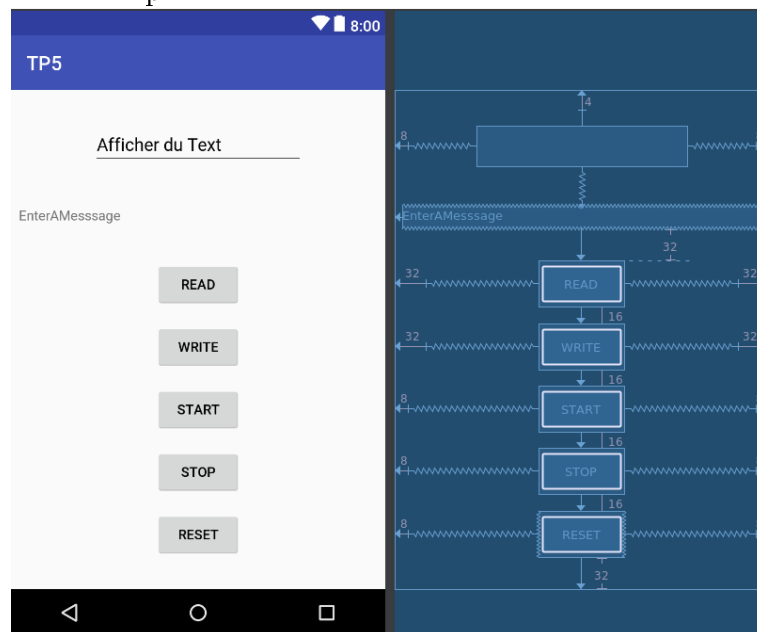 8:00
TP5
Afficher du Text
EnterAMesssage
READ
WRITE
START
STOP
RESET
4
8
EnterAMesssage
32
32
READ
32
16
32
WRITE
32
16
8
START
16
8
STOP
16
8
RESET
32